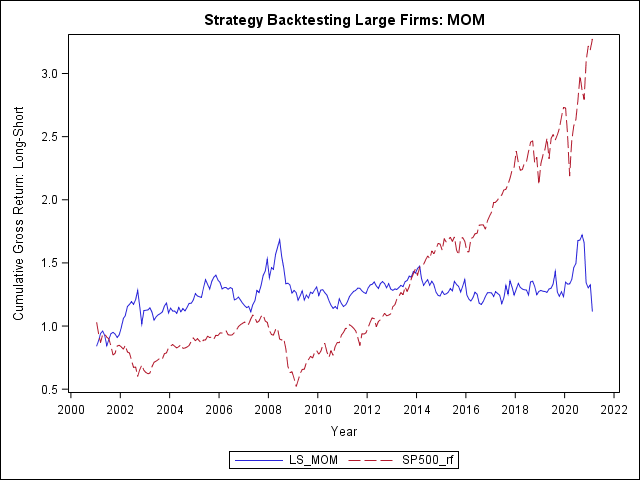 Strategy Backtesting Large Firms: MOM
Cumulative Gross Return: Long-Short
3.0
2.5
2.0
1.5
1.0
0.5
2000 2002 2004 2006 2008 2010 2012 2014 2016 2018 2020 2022
Year
LS_MOM SP500_rf